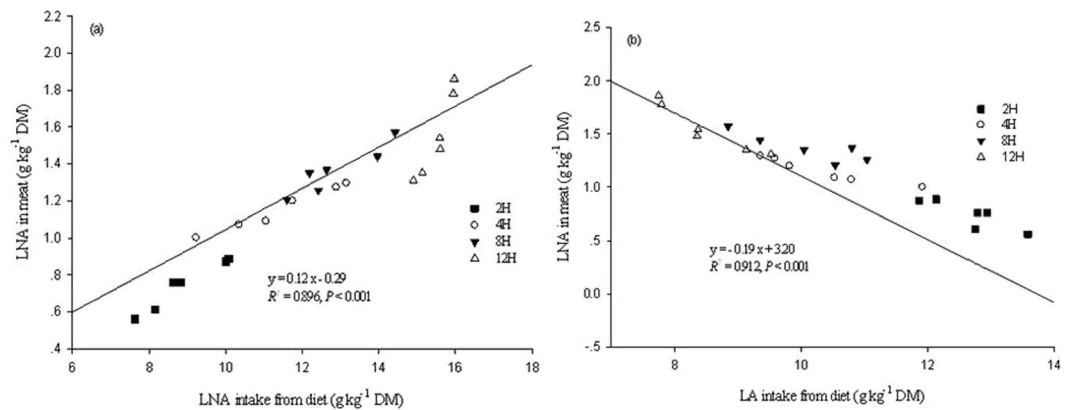 (a)
LNA in meat (g kg-1 DM)
2.2
2.0
1.8
1.6
1.4
1.2
1.0
.8
.6
.4
2H
4H
8H
12H
y = 0.12 x - 0.29
R² = 0.896, P < 0.001
6 8 10 12 14 16 18
LNA intake from diet (g kg-1 DM)
(b)
LNA in meat (g kg-1 DM)
2.5
2.0
1.5
1.0
.5
0.0
-.5
2H
4H
8H
12H
y = - 0.19 x + 3.20
R² = 0.912, P < 0.001
8 10 12 14
LA intake from diet (g kg-1 DM)